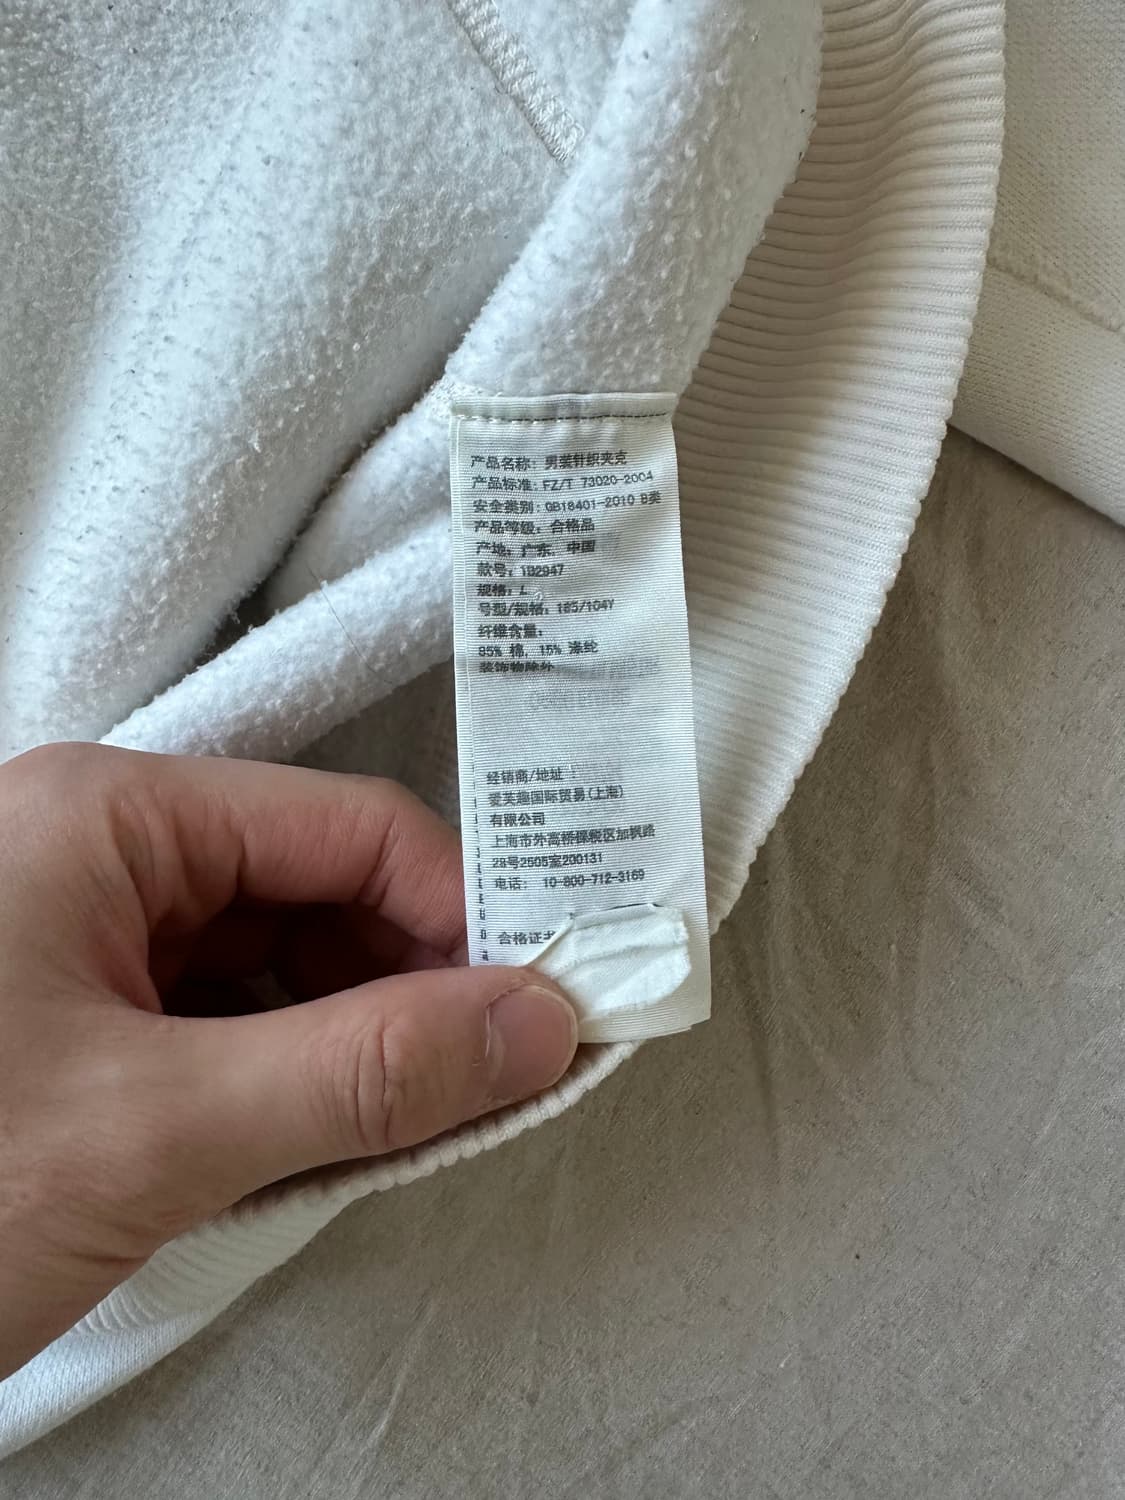 产品名称: 男装针织夹克
产品标准: FZ/T 73020-2004
安全类别: GB18401-2010 B类
产品等级: 合格品
产地: 广东, 中国
款号: 1B2947
规格: L
号型/规格: 185/104Y
纤维含量:
85% 棉, 15% 涤纶
装饰物除外
经销商/地址 :
爱芙趣国际贸易(上海)
有限公司
上海市外高桥保税区加枫路
28号2505室200131
电话: 10-800-712-3169
合格证